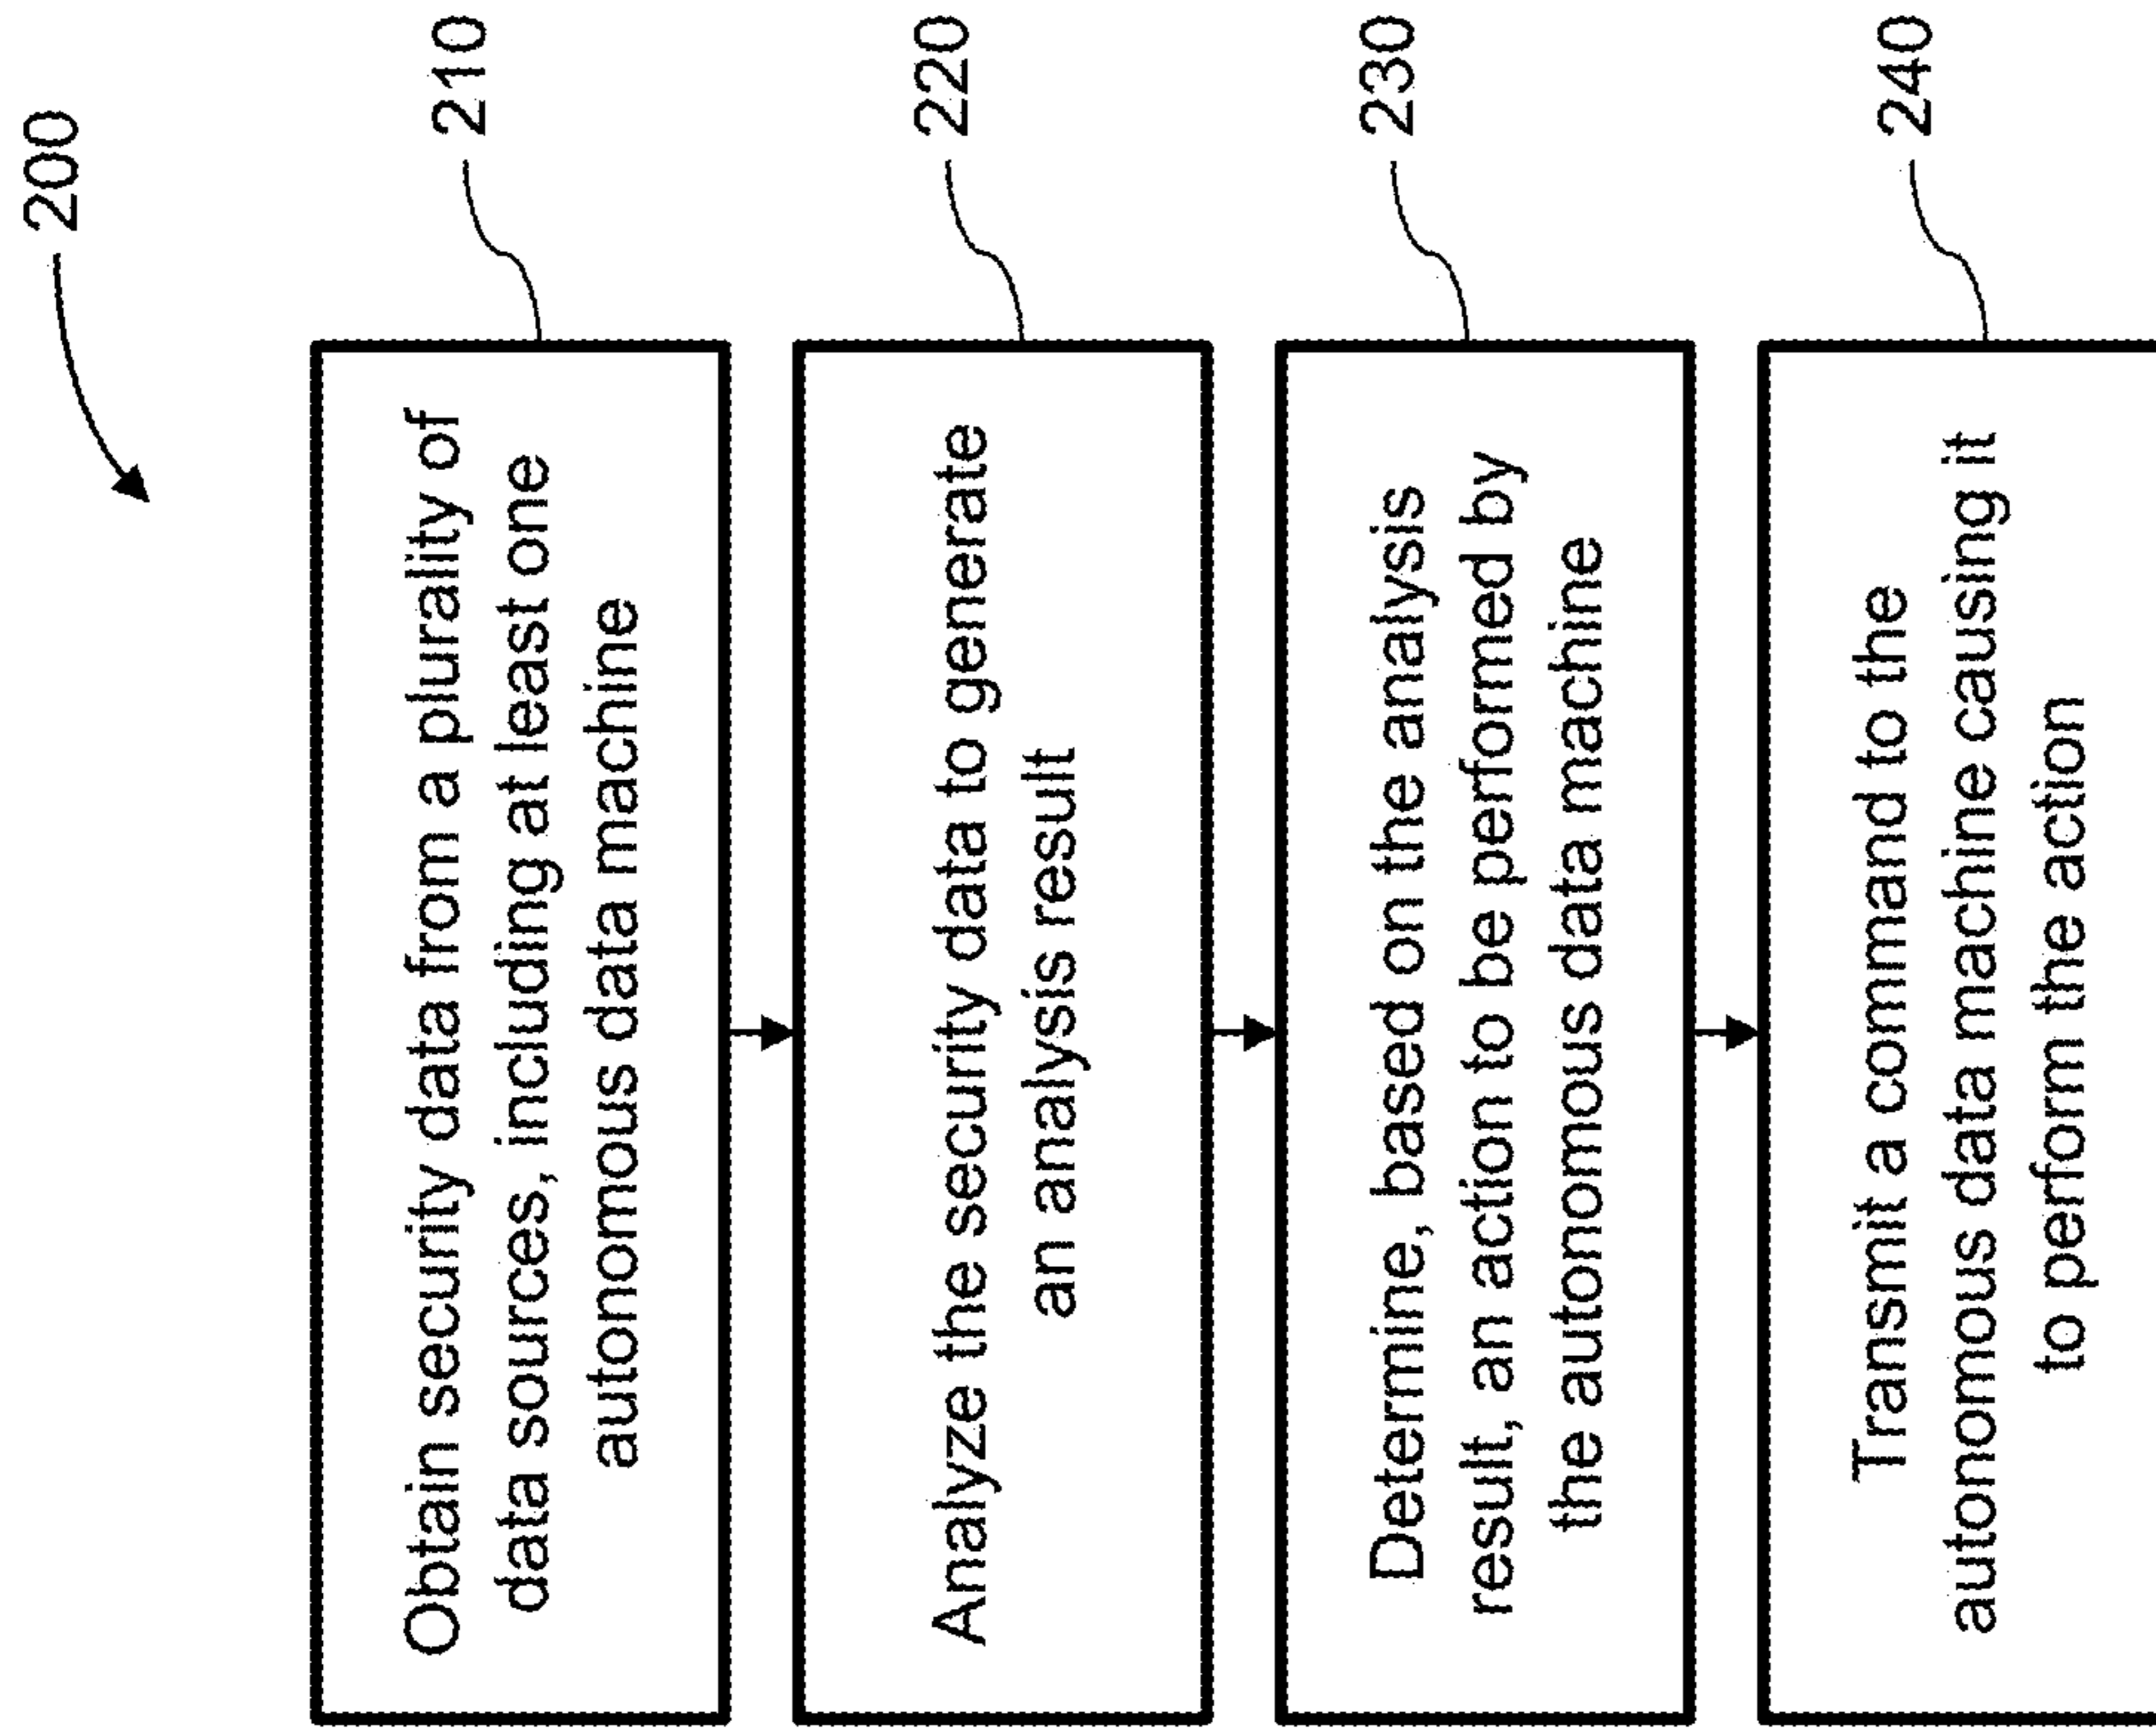 200
Obtain security data from a plurality of
data sources, including at least one
autonomous data machine
210
Analyze the security data to generate
an analysis result
220
Determine, based on the analysis
result, an action to be performed by
the autonomous data machine
230
Transmit a command to the
autonomous data machine causing it
to perform the action
240